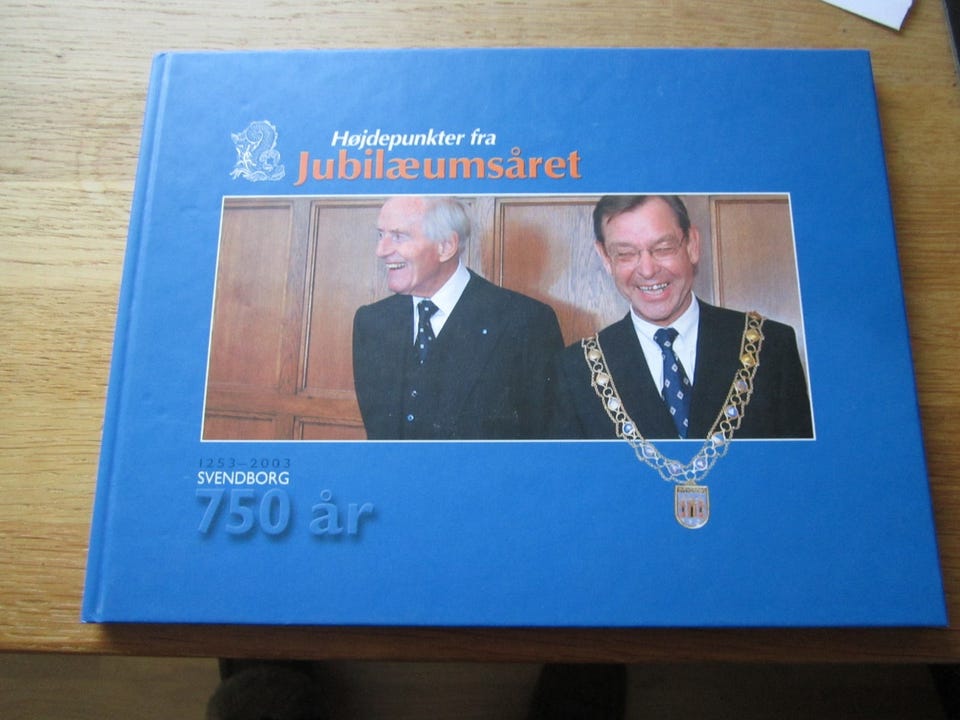 Højdepunkter fra
Jubilæumsåret
1253–2003
SVENDBORG
750 år